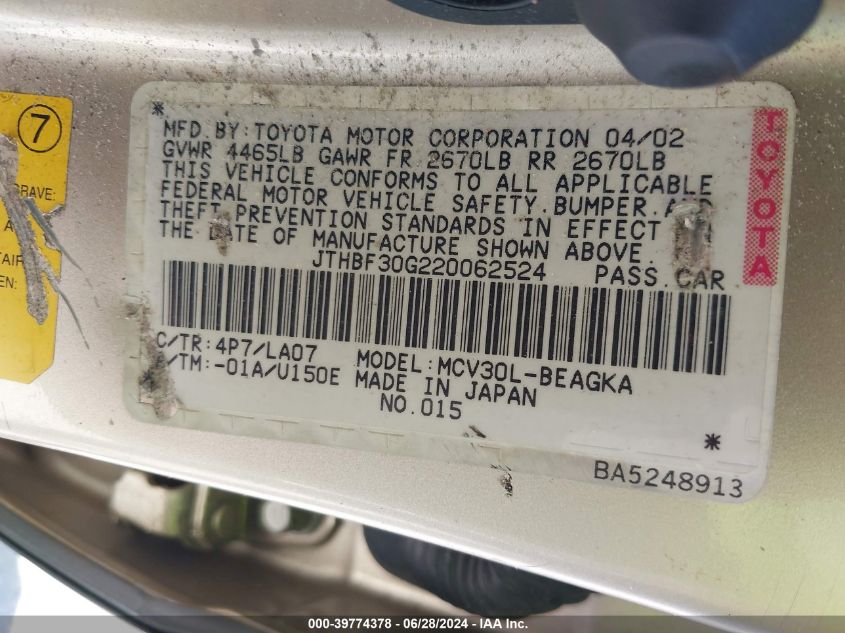 7
RAVE:
A
TAIR
EN:
*
MFD.BY:TOYOTA MOTOR CORPORATION 04/02
GVWR 4465LB GAWR FR 2670LB RR 2670LB
THIS VEHICLE CONFORMS TO ALL APPLICABLE
FEDERAL MOTOR VEHICLE SAFETY.BUMPER.AND
THEFT PREVENTION STANDARDS IN EFFECT
THE DATE OF MANUFACTURE SHOWN ABOVE.
JTHBF30G220062524 PASS.CAR
TOYOTA
C/TR:4P7/LA07 MODEL:MCV30L-BEAGKA
A/TM:-01A/U150E MADE IN JAPAN
NO.015
*
BA5248913
000-39774378 - 06/28/2024 - IAA Inc.